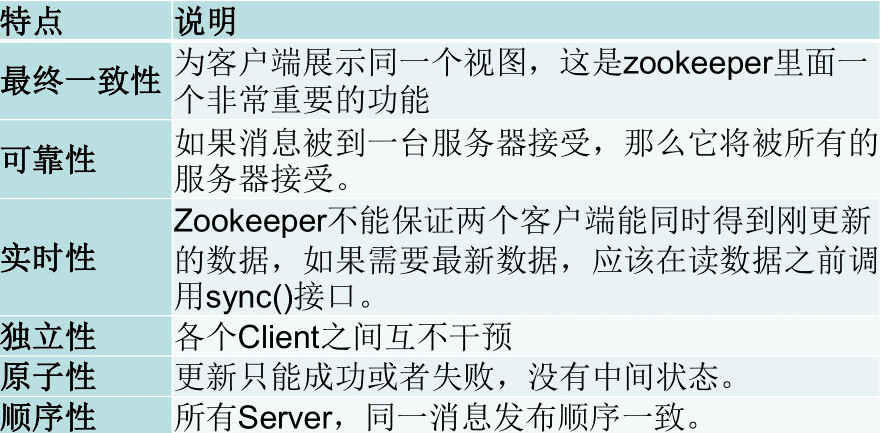 特点 说明
最终一致性 为客户端展示同一个视图，这是zookeeper里面一
个非常重要的功能
可靠性 如果消息被到一台服务器接受，那么它将被所有的
服务器接受。
Zookeeper不能保证两个客户端能同时得到刚更新
实时性 的数据，如果需要最新数据，应该在读数据之前调
用sync()接口。
独立性 各个Client之间互不干预
原子性 更新只能成功或者失败，没有中间状态。
顺序性 所有Server，同一消息发布顺序一致。